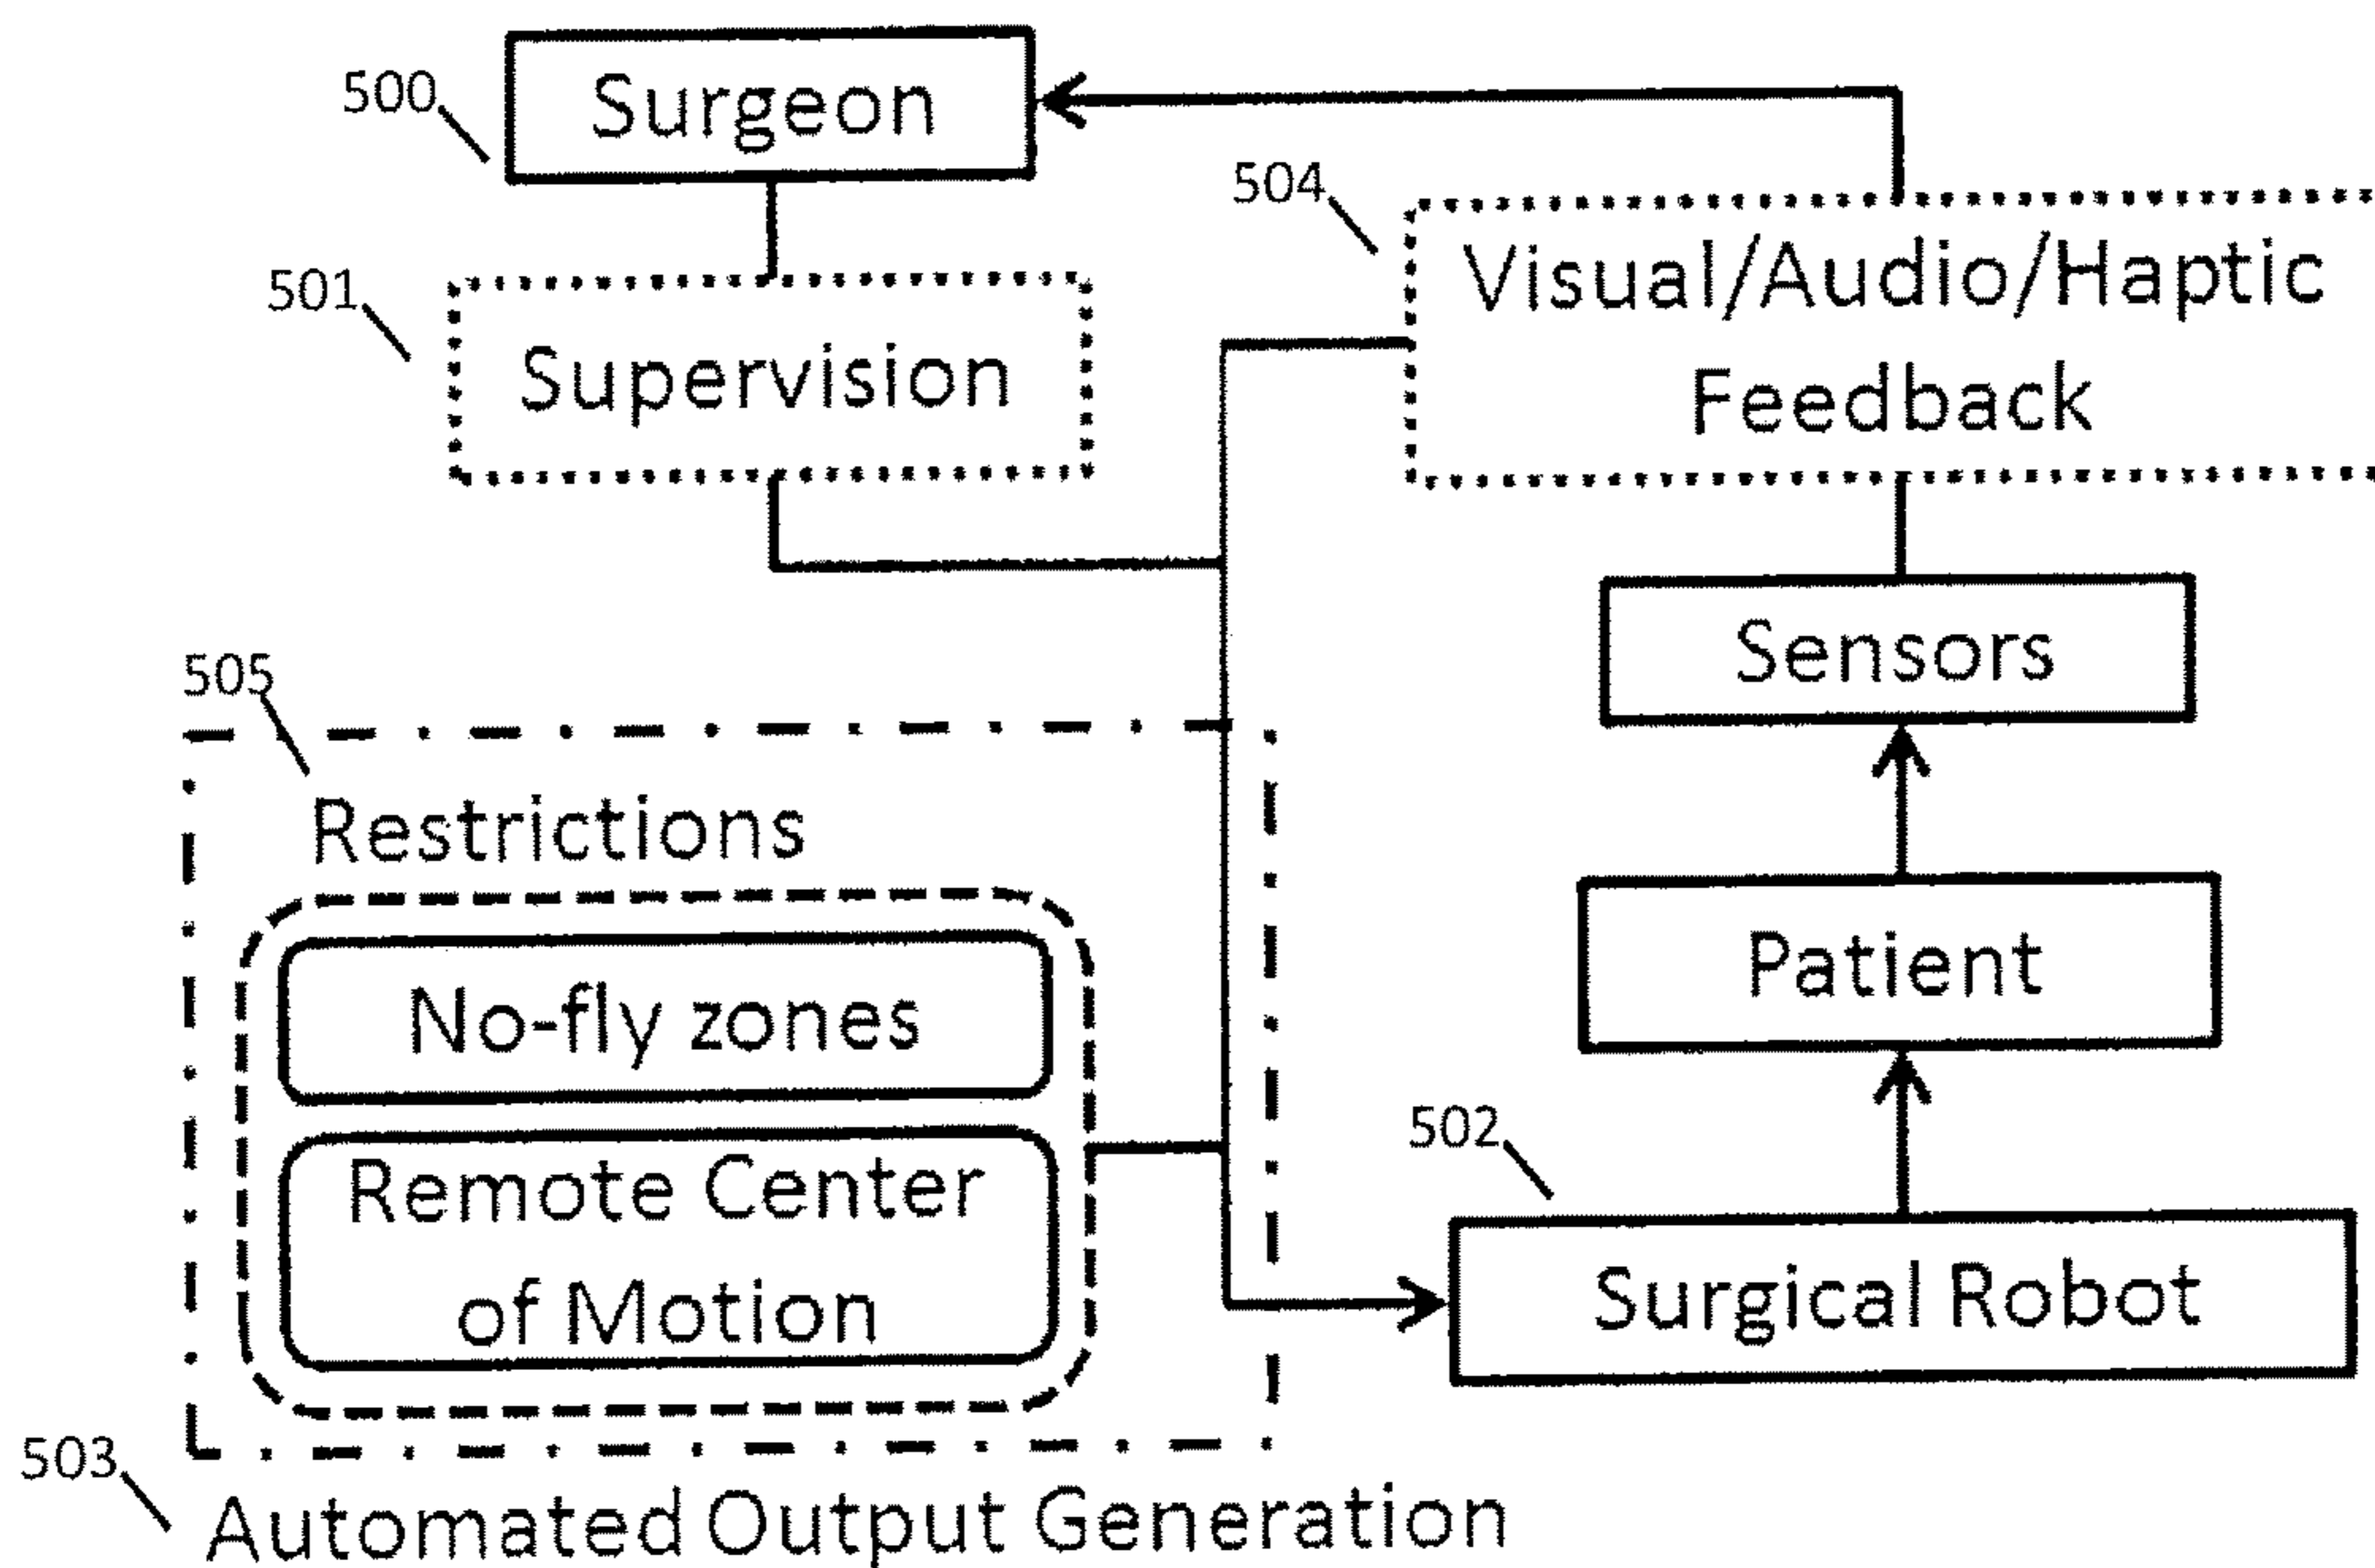 500
Surgeon
504
Visual/Audio/Haptic
Feedback
501
Supervision
Sensors
505
Restrictions
No-fly zones
Patient
Remote Center
of Motion
502
Surgical Robot
503
Automated Output Generation